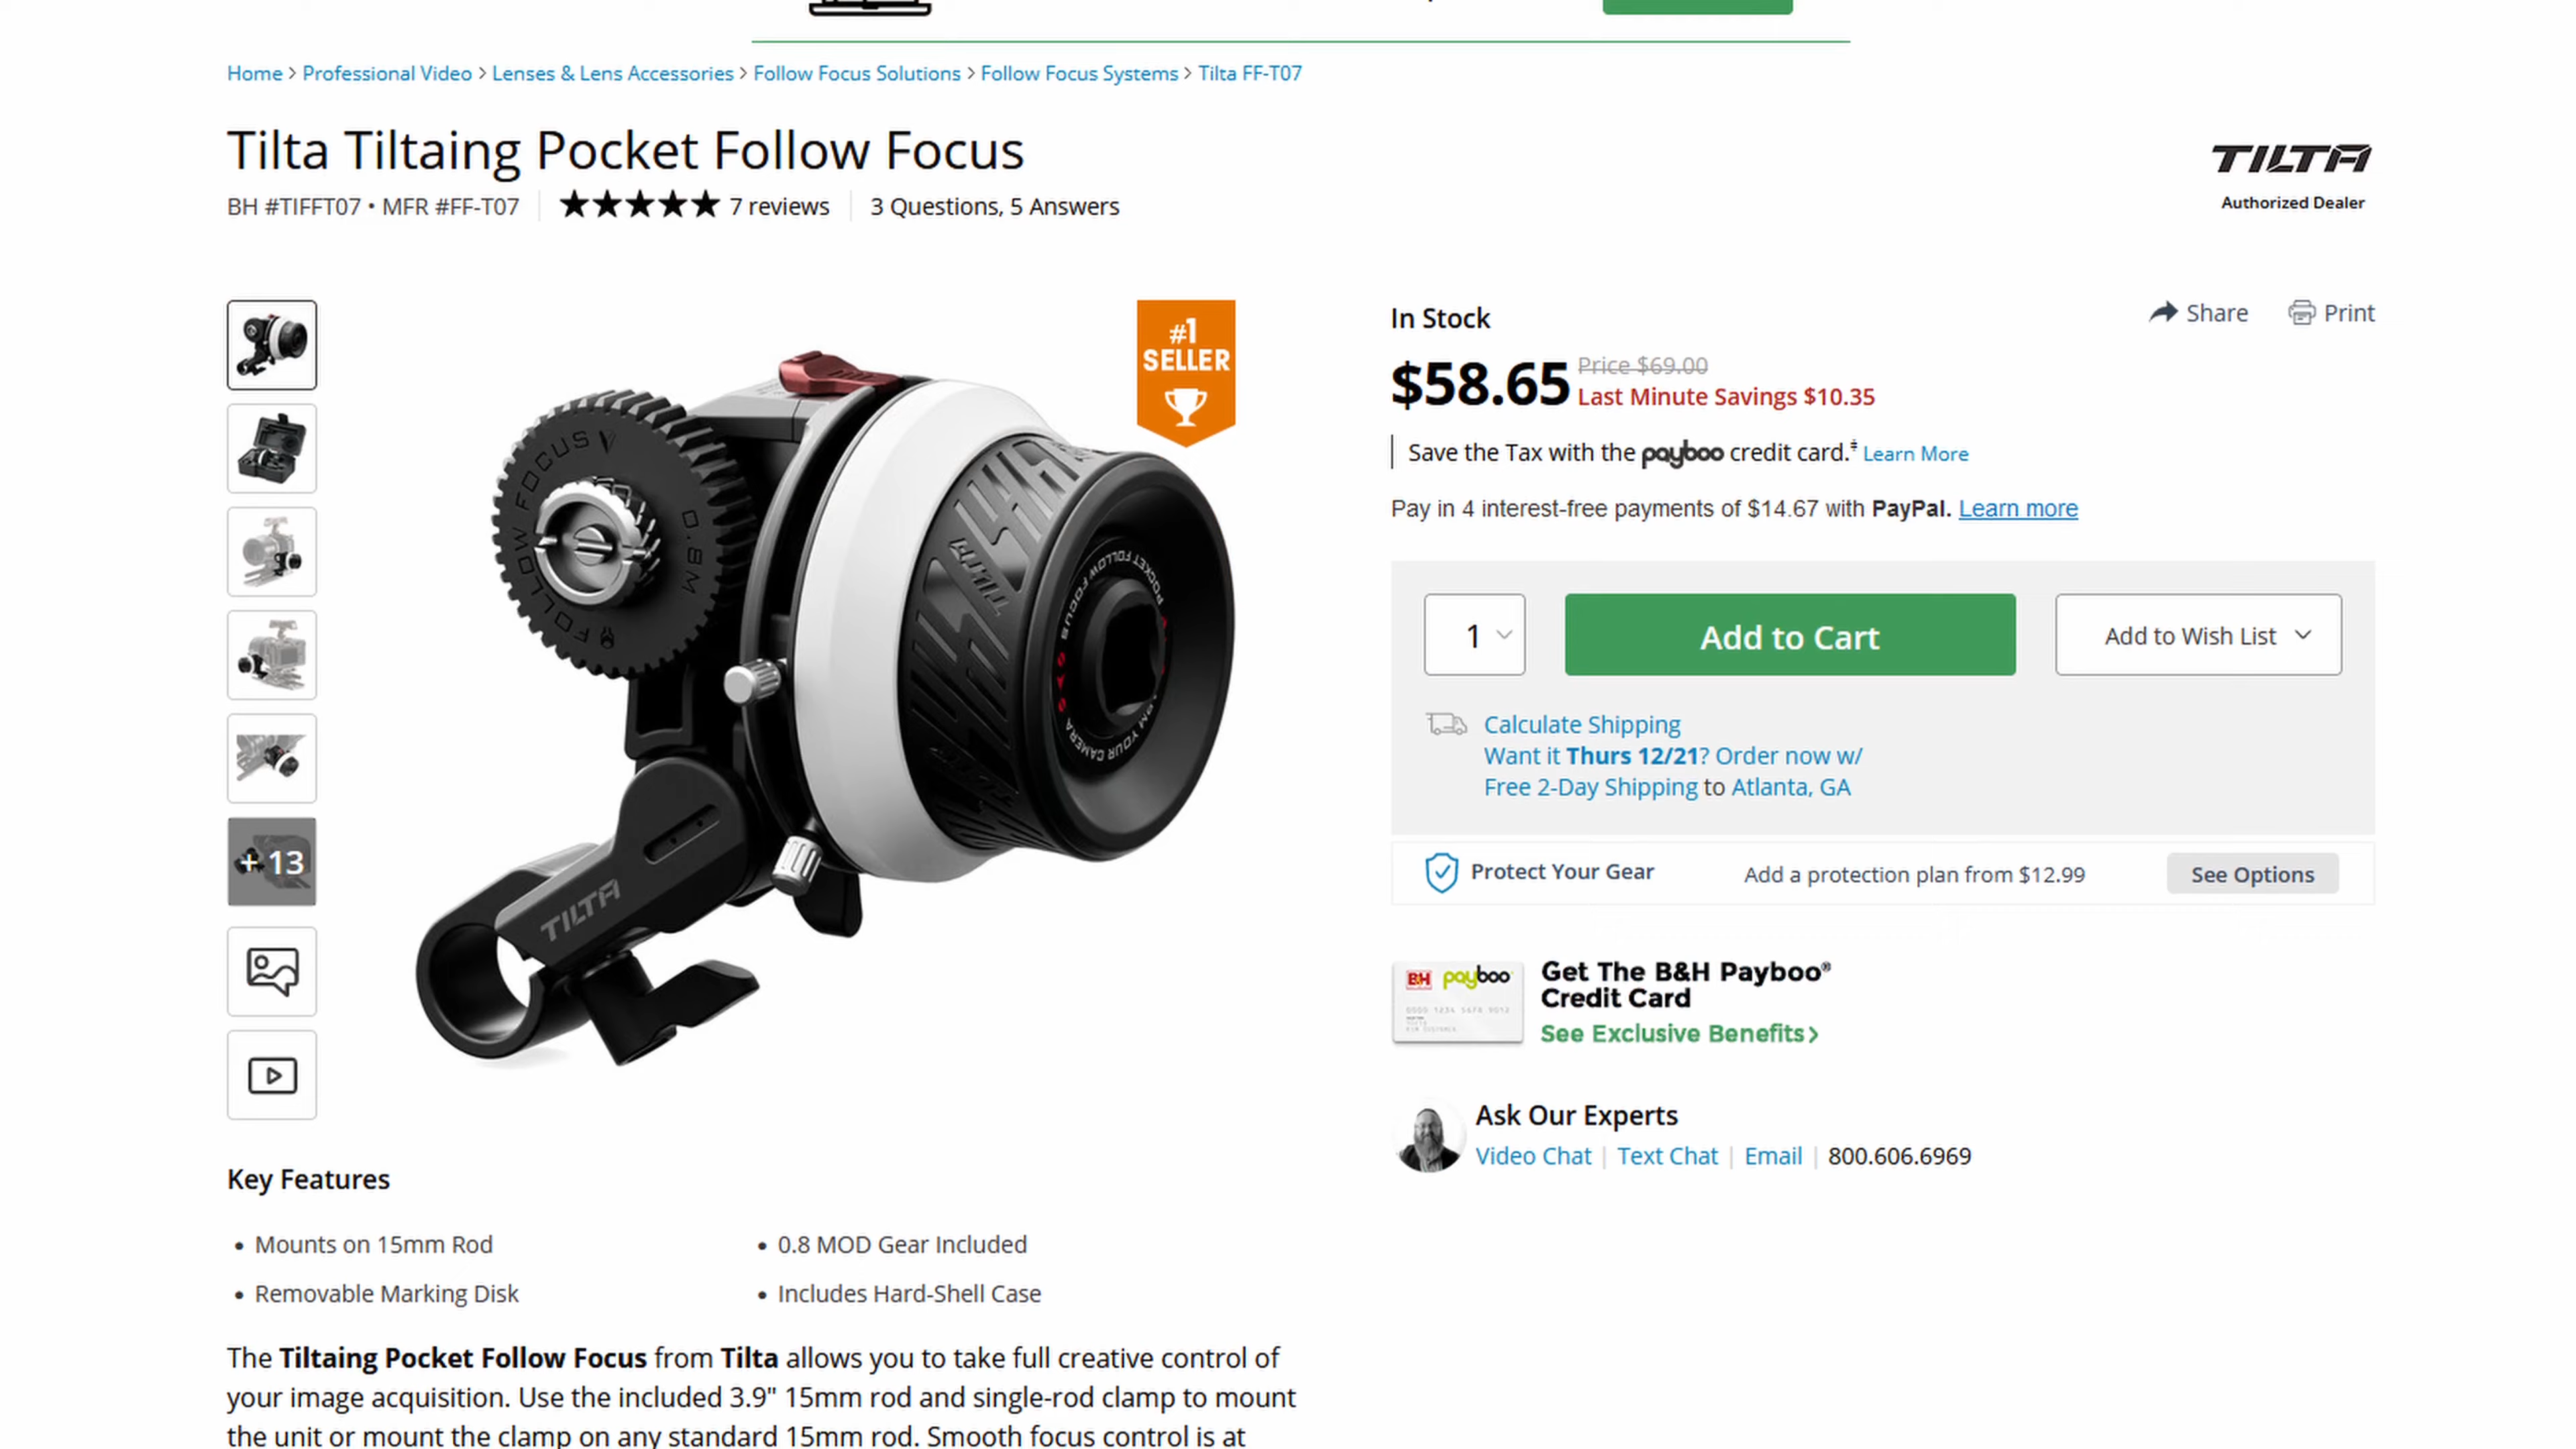 Home > Professional Video > Lenses & Lens Accessories > Follow Focus Solutions > Follow Focus Systems > Tilta FF-T07
Tilta Tiltaing Pocket Follow Focus
BH #TIFFT07 • MFR #FF-T07
7 reviews
3 Questions, 5 Answers
TILTA
Authorized Dealer
#1
SELLER
FOLLOW FOCUS
0.8M
FOLLOW FOCUS
TILTA
POCKET FOLLOW FOCUS
YOUR CAMERA
TILTA
+ 13
In Stock
Share
Print
$58.65
Price $69.00
Last Minute Savings $10.35
Save the Tax with the payboo credit card.‡ Learn More
Pay in 4 interest-free payments of $14.67 with PayPal. Learn more
1
Add to Cart
Add to Wish List
Calculate Shipping
Want it Thurs 12/21? Order now w/
Free 2-Day Shipping to Atlanta, GA
Protect Your Gear
Add a protection plan from $12.99
See Options
BH payboo
Get The B&H Payboo®
Credit Card
See Exclusive Benefits >
Ask Our Experts
Video Chat | Text Chat | Email | 800.606.6969
Key Features
• Mounts on 15mm Rod
• 0.8 MOD Gear Included
• Removable Marking Disk
• Includes Hard-Shell Case
The Tiltaing Pocket Follow Focus from Tilta allows you to take full creative control of
your image acquisition. Use the included 3.9" 15mm rod and single-rod clamp to mount
the unit or mount the clamp on any standard 15mm rod. Smooth focus control is at